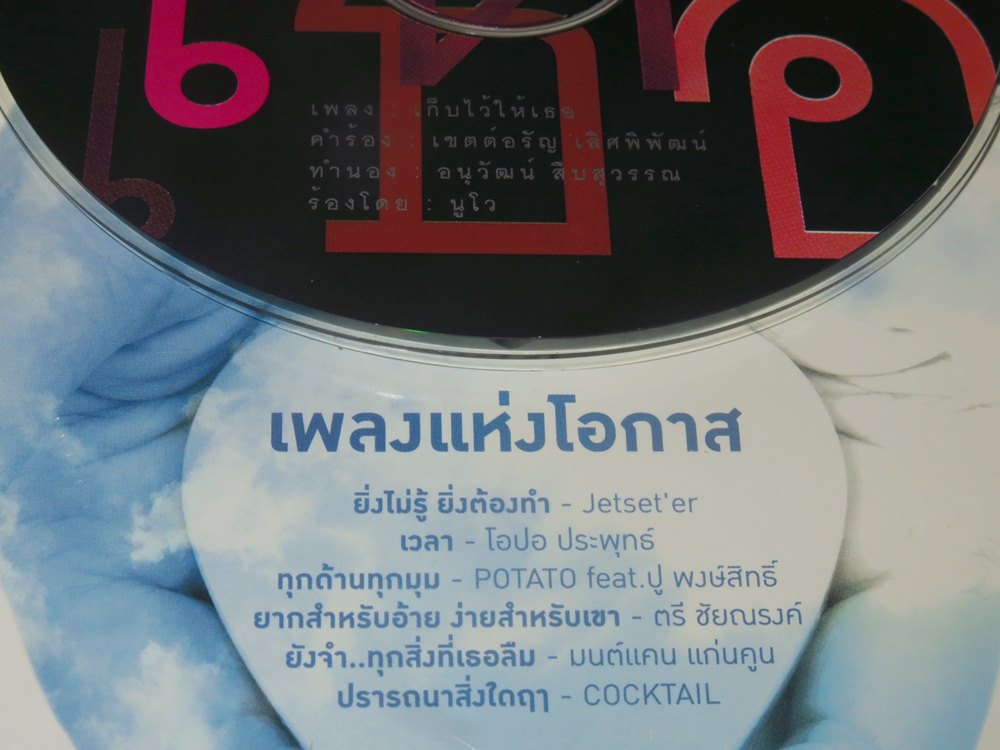 เพลง : เก็บไว้ให้เธอ
คำร้อง : เขตต์อรัญ เลิศพิพัฒน์
ทำนอง : อนุวัฒน์ สืบสุวรรณ
ร้องโดย : นูโว
เพลงแห่งโอกาส
ยิ่งไม่รู้ ยิ่งต้องทำ - Jetset'er
เวลา - โอปอ ประพุทธ์
ทุกด้านทุกมุม - POTATO feat.ปู พงษ์สิทธิ์
ยากสำหรับอ้าย ง่ายสำหรับเขา - ตรี ชัยณรงค์
ยังจำ..ทุกสิ่งที่เธอลืม - มนต์แคน แก่นคูน
ปรารถนาสิ่งใดฤๅ - COCKTAIL